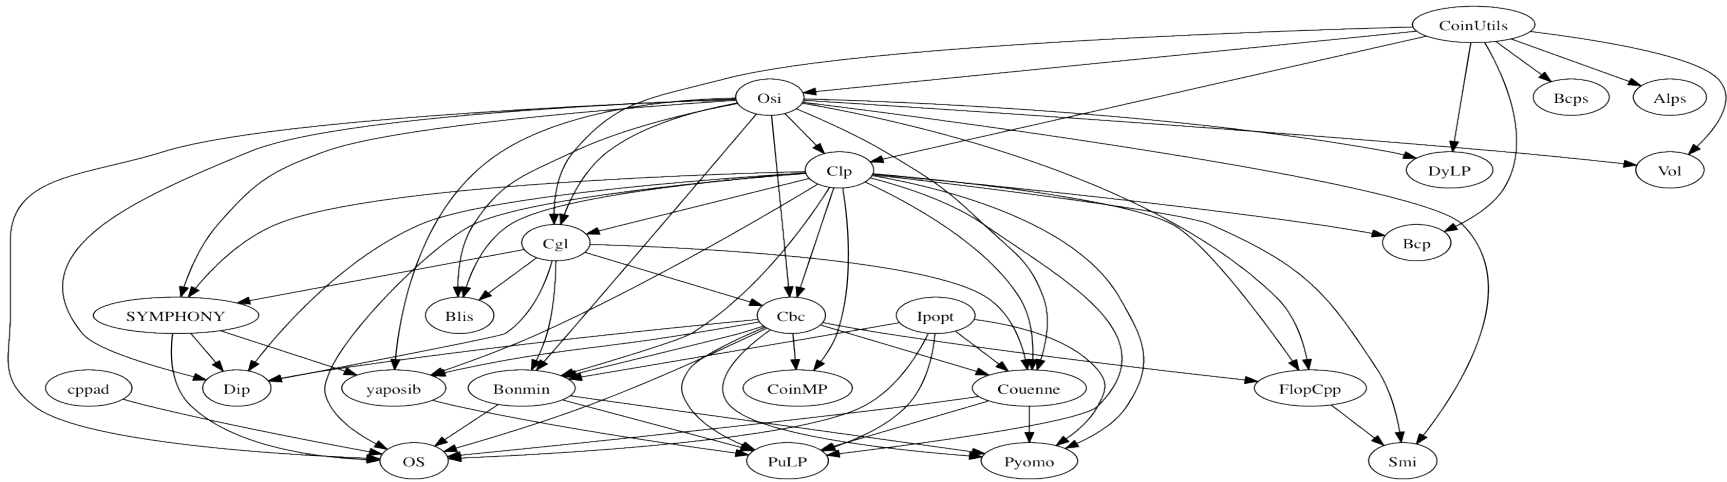 CoinUtils
Osi
Bcps
Alps
Clp
DyLP
Vol
Cgl
Bcp
SYMPHONY
Blis
Cbc
Ipopt
cppad
Dip
yaposib
Bonmin
CoinMP
Couenne
FlopCpp
OS
PuLP
Pyomo
Smi